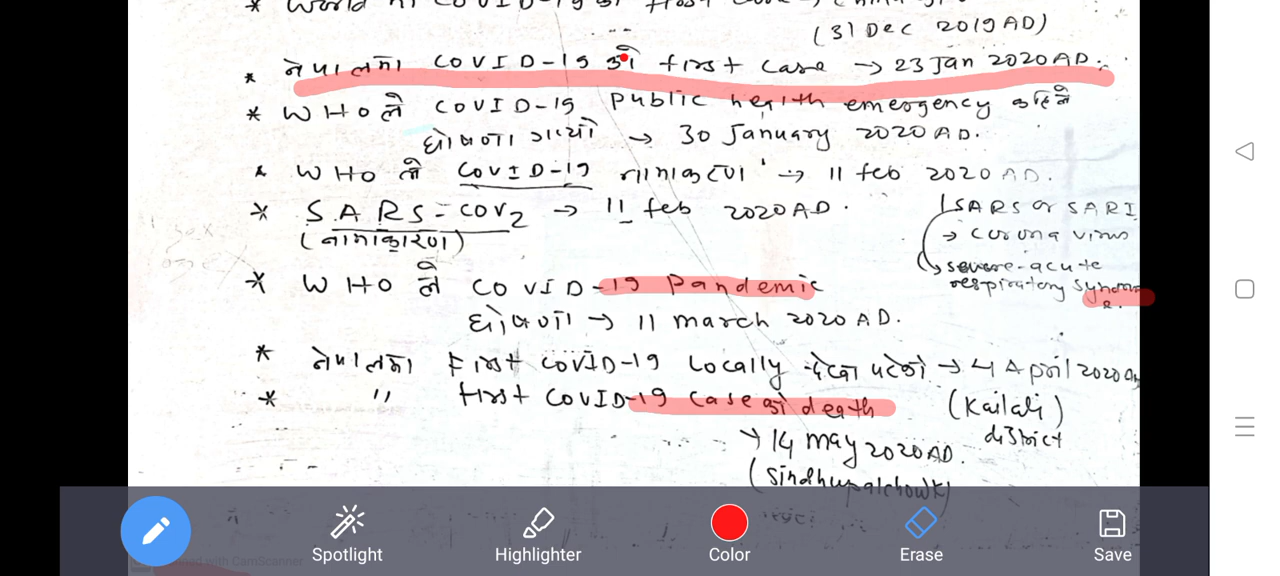 (31 Dec 2019 AD)
* नेपालमा COVID-19 को first case → 23 Jan 2020 AD.
* WHO ले COVID-19 Public health emergency कहिले
घोषणा गर्यो → 30 January 2020 AD.
* WHO ले COVID-19 नामाकरण → 11 feb 2020 AD.
* SARS-COV2 → 11 feb 2020 AD.
(नामाकरण)
SARS or SARI
→ corona virus
→ severe-acute
respiratory
* WHO ले COVID-19 Pandemic
घोषणा → 11 march 2020 AD.
* नेपालमा First COVID-19 Locally देखा परेको → 4 April 2020
(Kailali)
district
* " first COVID-19 case को death
→ 14 may 2020 AD.
(Sindhupalchowk)
Spotlight
Highlighter
Color
Erase
Save
with CamScanner